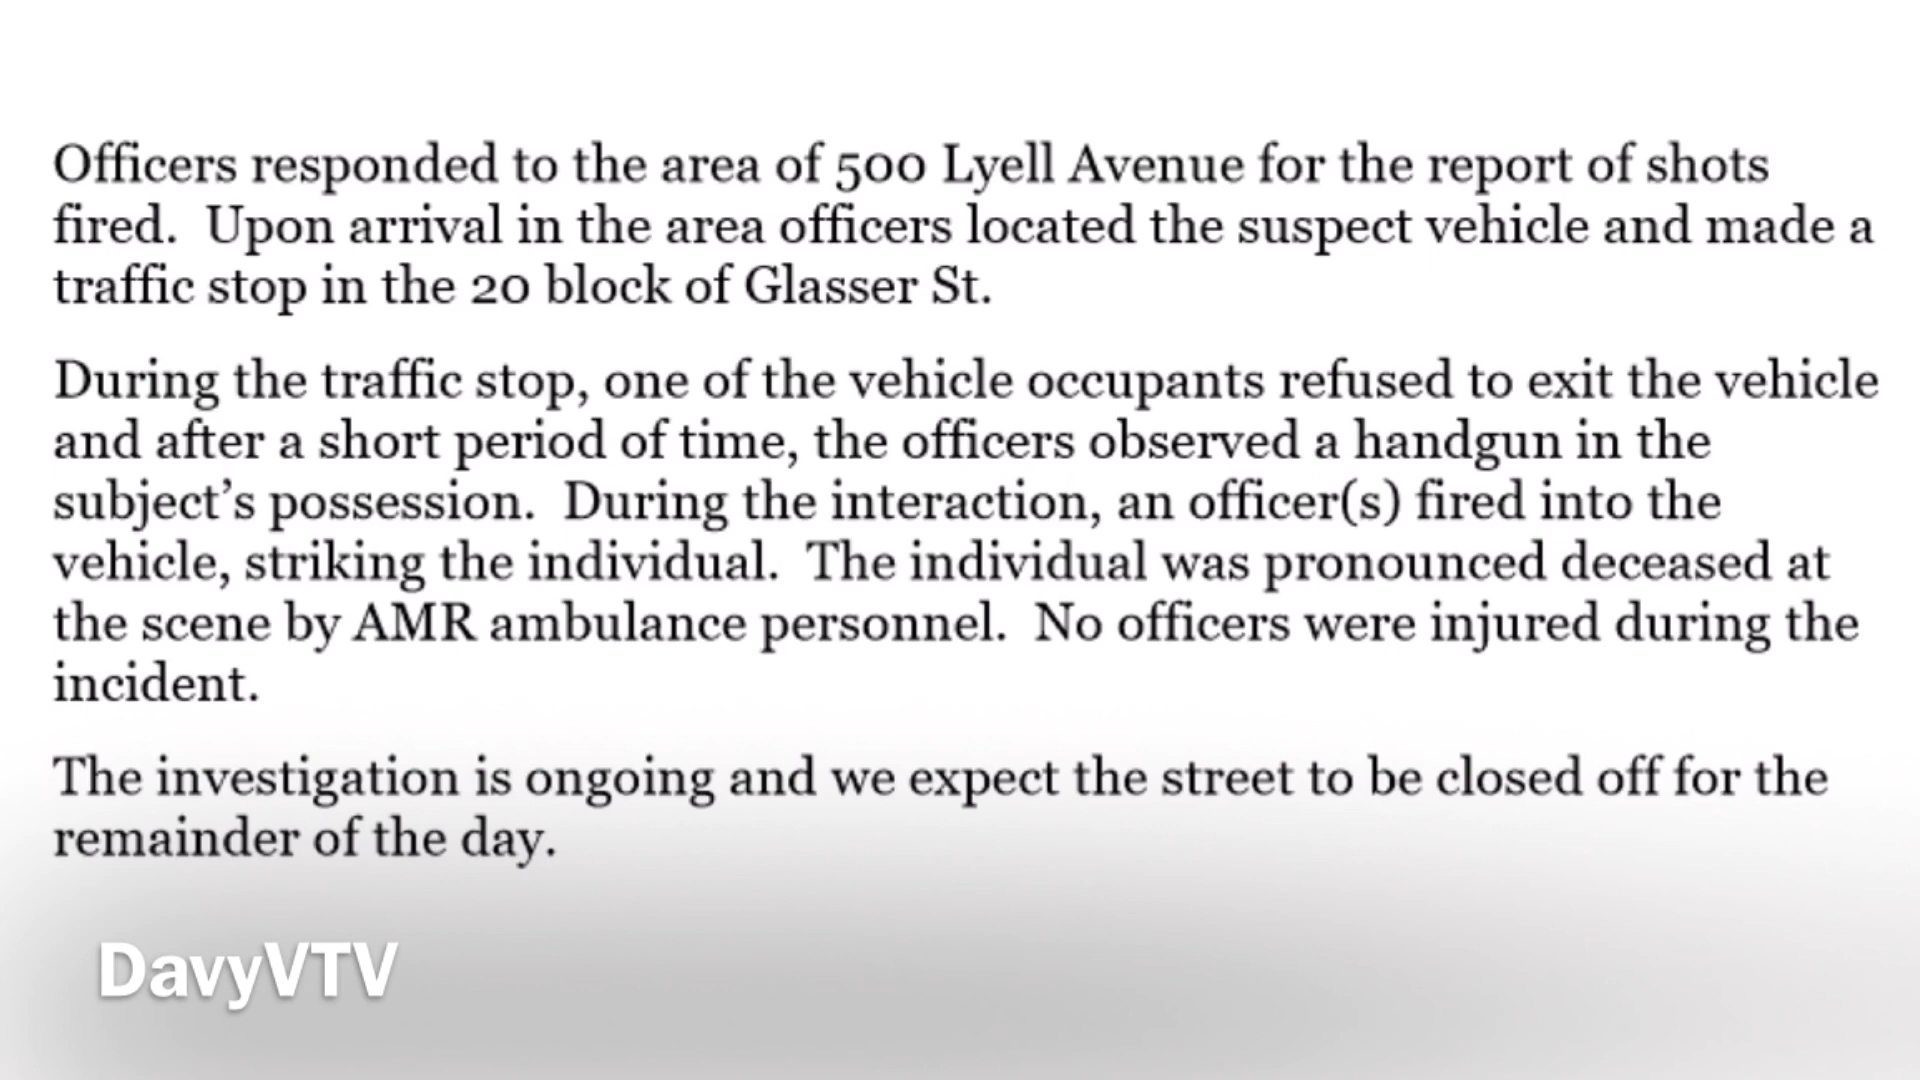 Officers responded to the area of 500 Lyell Avenue for the report of shots
fired.  Upon arrival in the area officers located the suspect vehicle and made a
traffic stop in the 20 block of Glasser St.
During the traffic stop, one of the vehicle occupants refused to exit the vehicle
and after a short period of time, the officers observed a handgun in the
subject’s possession.  During the interaction, an officer(s) fired into the
vehicle, striking the individual.  The individual was pronounced deceased at
the scene by AMR ambulance personnel.  No officers were injured during the
incident.
The investigation is ongoing and we expect the street to be closed off for the
remainder of the day.
DavyVTV